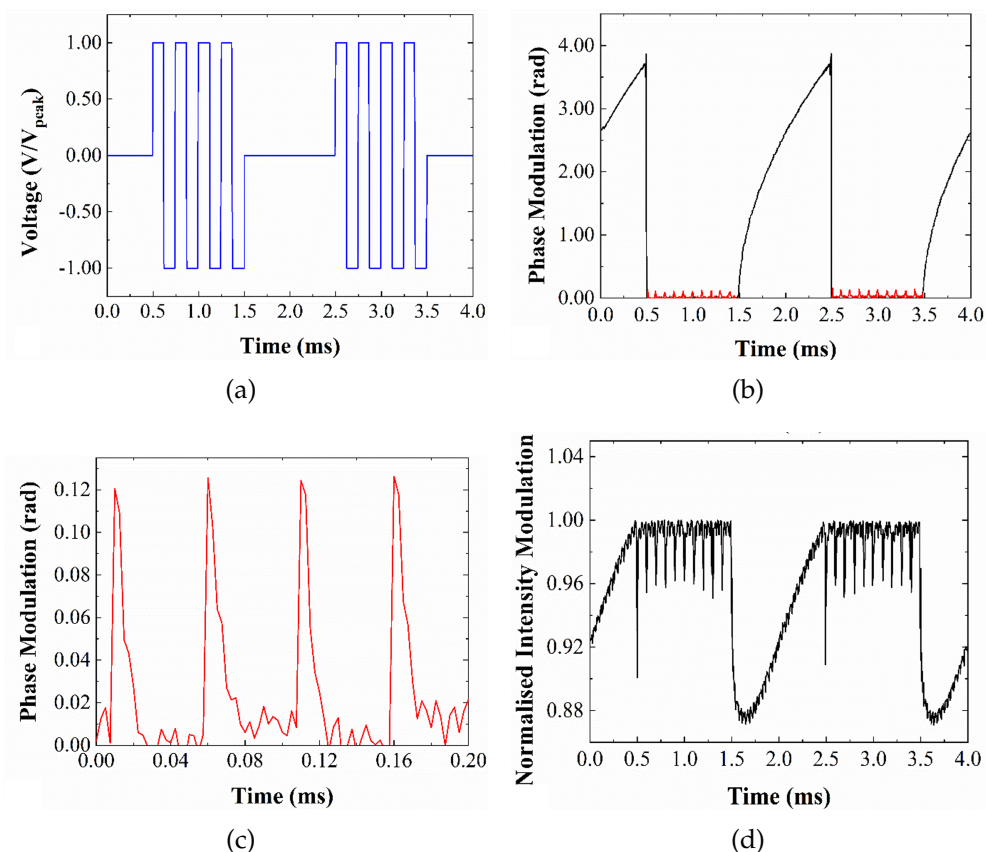 1.00
0.50
0.00
-0.50
-1.00
Voltage (V/Vpeak)
0.0 0.5 1.0 1.5 2.0 2.5 3.0 3.5 4.0
Time (ms)
(a)
4.00
3.00
2.00
1.00
0.00
Phase Modulation (rad)
0.0 0.5 1.0 1.5 2.0 2.5 3.0 3.5 4.0
Time (ms)
(b)
0.12
0.10
0.08
0.06
0.04
0.02
0.00
Phase Modulation (rad)
0.00 0.04 0.08 0.12 0.16 0.20
Time (ms)
(c)
1.04
1.00
0.96
0.92
0.88
Normalised Intensity Modulation
0.0 0.5 1.0 1.5 2.0 2.5 3.0 3.5 4.0
Time (ms)
(d)